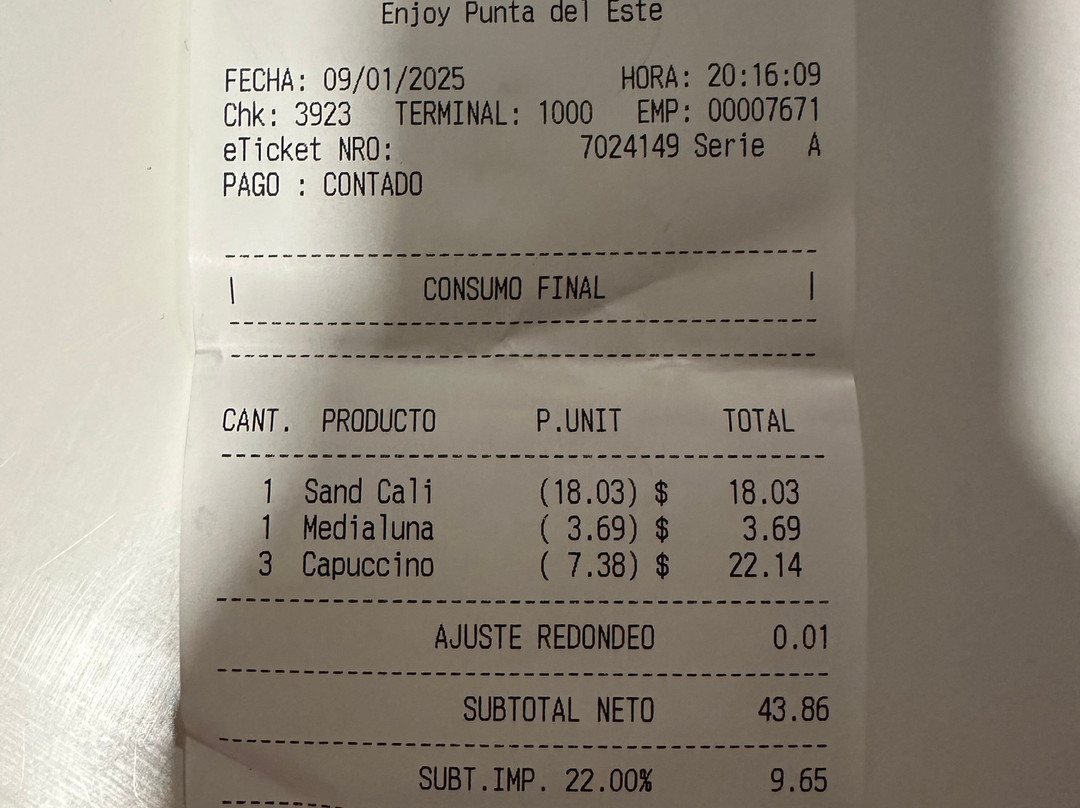 Enjoy Punta del Este
FECHA: 09/01/2025 HORA: 20:16:09
Chk: 3923 TERMINAL: 1000 EMP: 00007671
eTicket NRO: 7024149 Serie A
PAGO : CONTADO
CONSUMO FINAL
CANT. PRODUCTO P.UNIT TOTAL
1 Sand Cali (18.03) $ 18.03
1 Medialuna ( 3.69) $ 3.69
3 Capuccino ( 7.38) $ 22.14
AJUSTE REDONDEO 0.01
SUBTOTAL NETO 43.86
SUBT.IMP. 22.00% 9.65